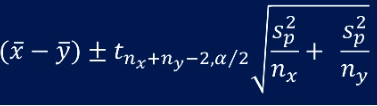 (x̄ − ȳ) ± t_{n_x+n_y−2,α/2} √(s_p²/n_x + s_p²/n_y)